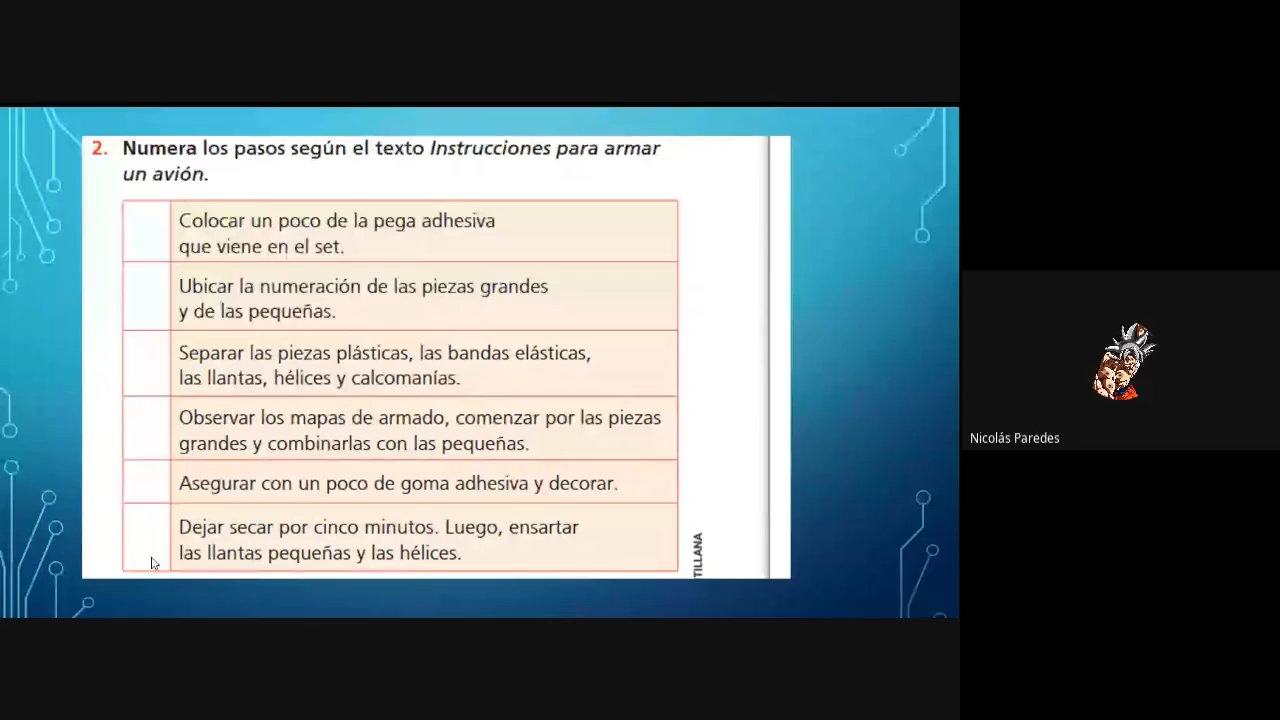 2. Numera los pasos según el texto Instrucciones para armar
un avión.
Colocar un poco de la pega adhesiva
que viene en el set.
Ubicar la numeración de las piezas grandes
y de las pequeñas.
Separar las piezas plásticas, las bandas elásticas,
las llantas, hélices y calcomanías.
Observar los mapas de armado, comenzar por las piezas
grandes y combinarlas con las pequeñas.
Asegurar con un poco de goma adhesiva y decorar.
Dejar secar por cinco minutos. Luego, ensartar
las llantas pequeñas y las hélices.
TILLANA
Nicolás Paredes